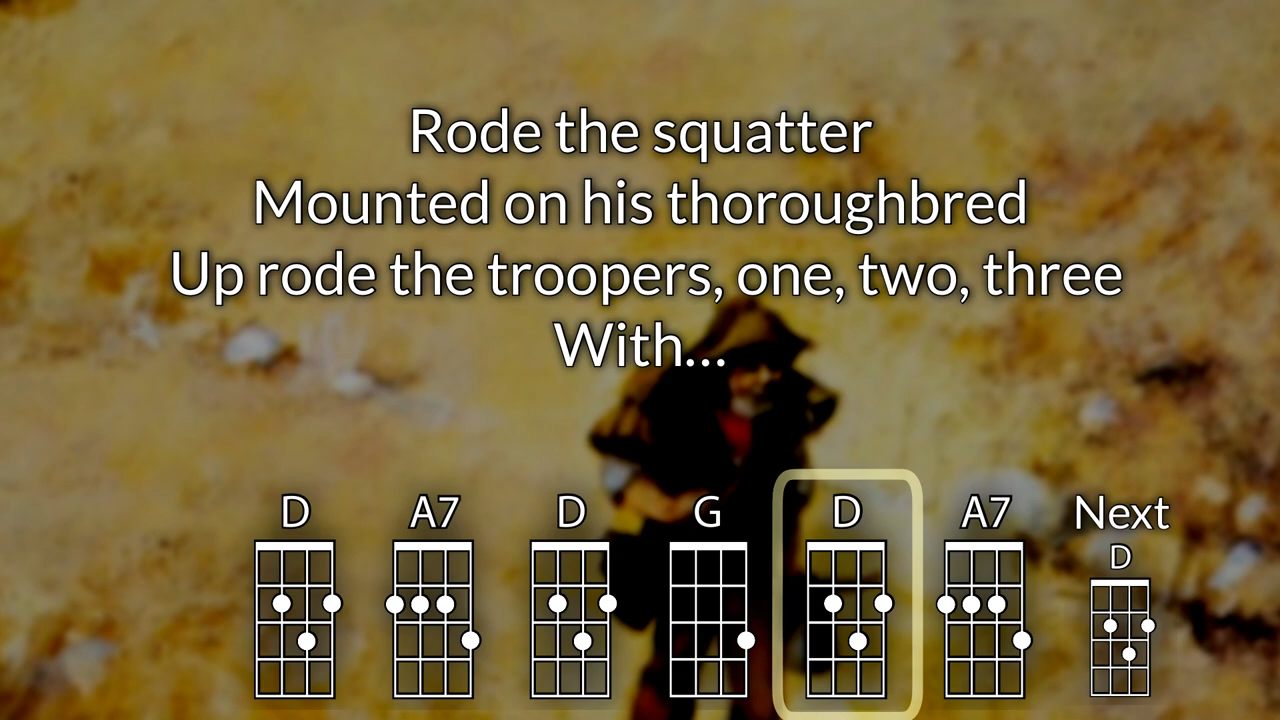 Rode the squatter
Mounted on his thoroughbred
Up rode the troopers, one, two, three
With...
D A7 D G D A7 Next
D